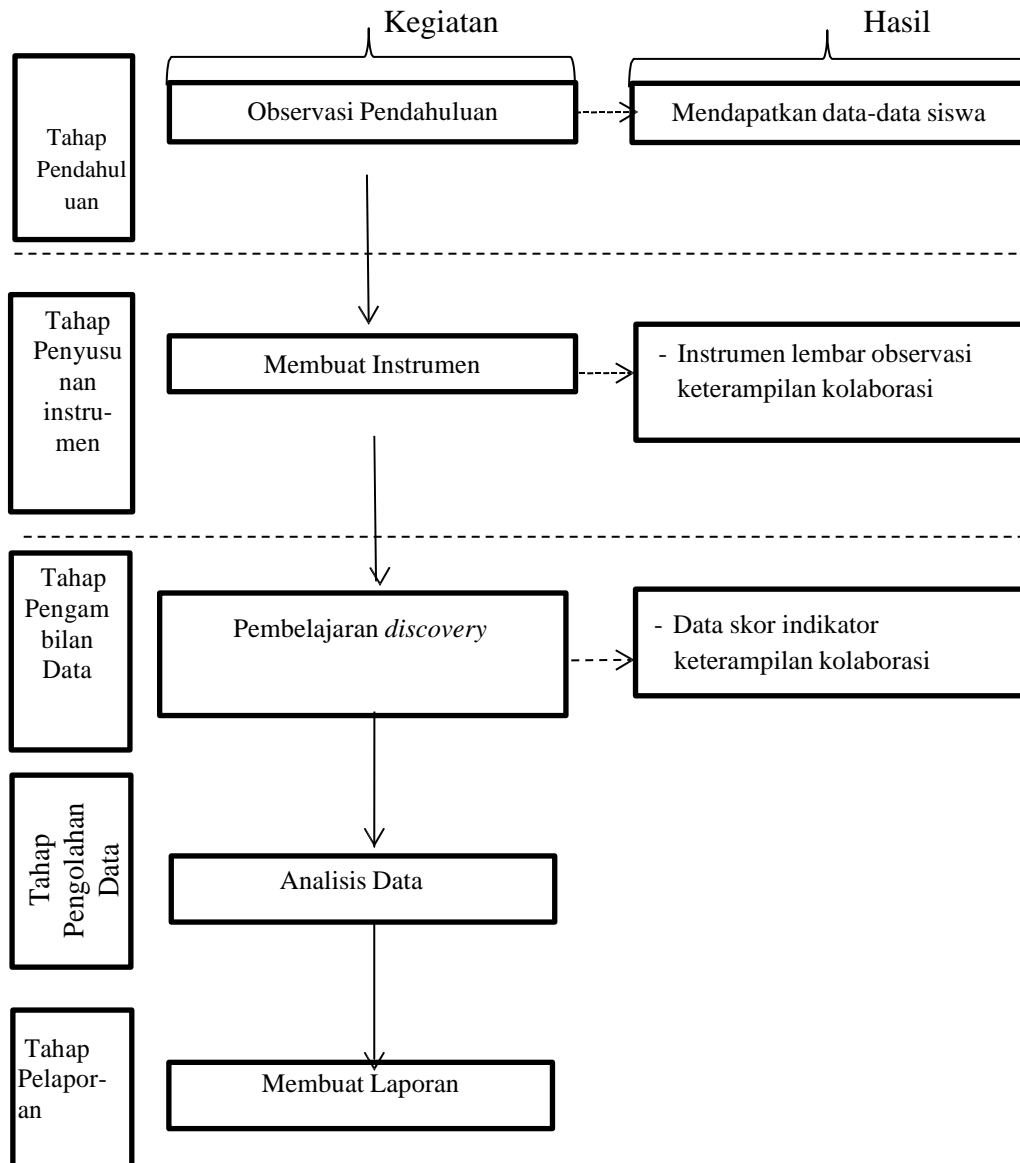 Kegiatan
Hasil
Tahap
Pendahul
uan
Observasi Pendahuluan
Mendapatkan data-data siswa
Tahap
Penyusu
nan
instru-
men
Membuat Instrumen
- Instrumen lembar observasi
keterampilan kolaborasi
Tahap
Pengam
bilan
Data
Pembelajaran discovery
- Data skor indikator
keterampilan kolaborasi
Tahap
Pengolahan
Data
Analisis Data
Tahap
Pelapor-
an
Membuat Laporan